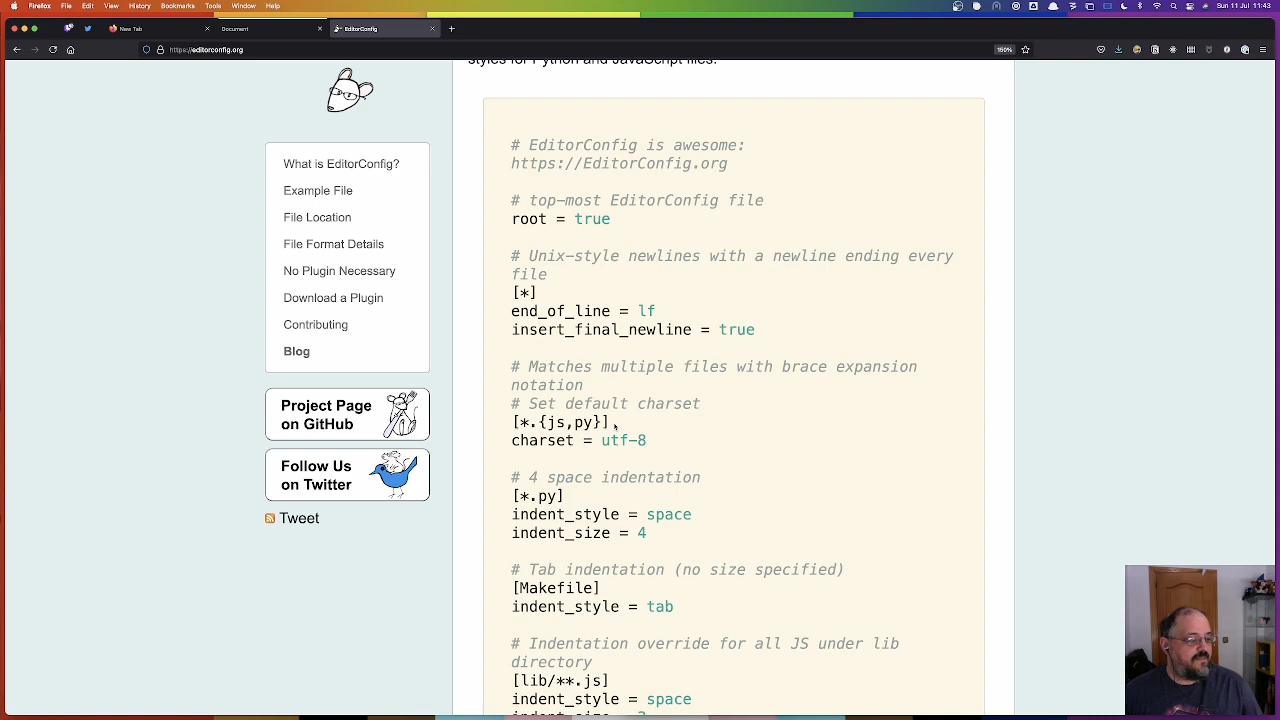 Firefox File Edit View History Bookmarks Tools Window Help
Sun 11 Jun 11:43
New Tab
Document
EditorConfig
https://editorconfig.org
150%
styles for Python and JavaScript files.
What is EditorConfig?
Example File
File Location
File Format Details
No Plugin Necessary
Download a Plugin
Contributing
Blog
Project Page
on GitHub
Follow Us
on Twitter
Tweet
# EditorConfig is awesome:
https://EditorConfig.org
# top-most EditorConfig file
root = true
# Unix-style newlines with a newline ending every
file
[*]
end_of_line = lf
insert_final_newline = true
# Matches multiple files with brace expansion
notation
# Set default charset
[*.{js,py}]
charset = utf-8
# 4 space indentation
[*.py]
indent_style = space
indent_size = 4
# Tab indentation (no size specified)
[Makefile]
indent_style = tab
# Indentation override for all JS under lib
directory
[lib/**.js]
indent_style = space